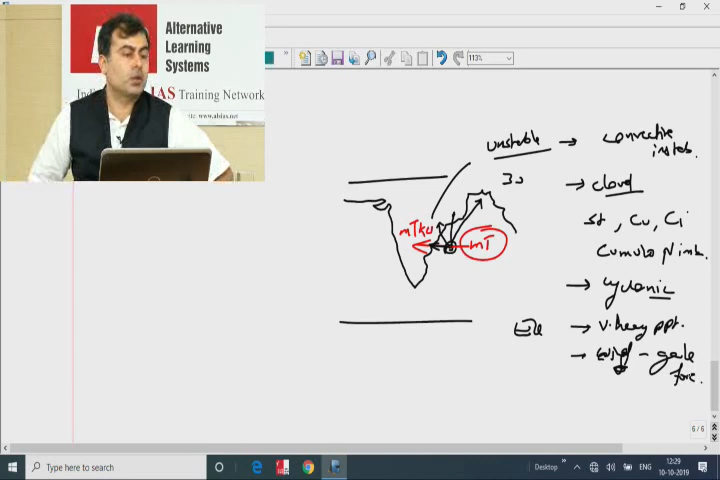 Alternative
Learning
Systems
Indi IAS Training Network
www.alsias.net
113%
unstable → convective
instab.
30 → cloud
st, cu, ci
cumulo Nimb.
mTKu
mT
→ cyclonic
→ v. heavy ppt.
→ gale
force.
6 / 6
Type here to search
Desktop
ENG
12:29
10-10-2019